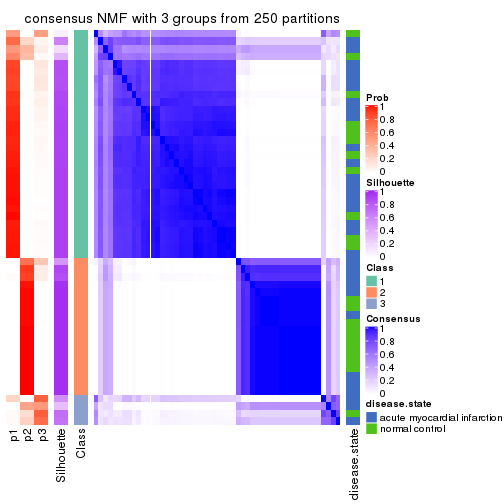 consensus NMF with 3 groups from 250 partitions
Prob
1
0.8
0.6
0.4
0.2
0
Silhouette
1
0.8
0.6
0.4
0.2
0
Class
1
2
3
Consensus
1
0.8
0.6
0.4
0.2
0
disease.state
acute myocardial infarction
normal control
p1
p2
p3
Silhouette
Class
disease.state